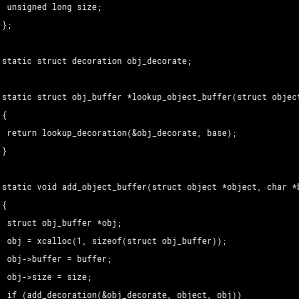 unsigned long size;
};
static struct decoration obj_decorate;
static struct obj_buffer *lookup_object_buffer(struct object
{
return lookup_decoration(&obj_decorate, base);
}
static void add_object_buffer(struct object *object, char *b
{
struct obj_buffer *obj;
obj = xcalloc(1, sizeof(struct obj_buffer));
obj->buffer = buffer;
obj->size = size;
if (add_decoration(&obj_decorate, object, obj))